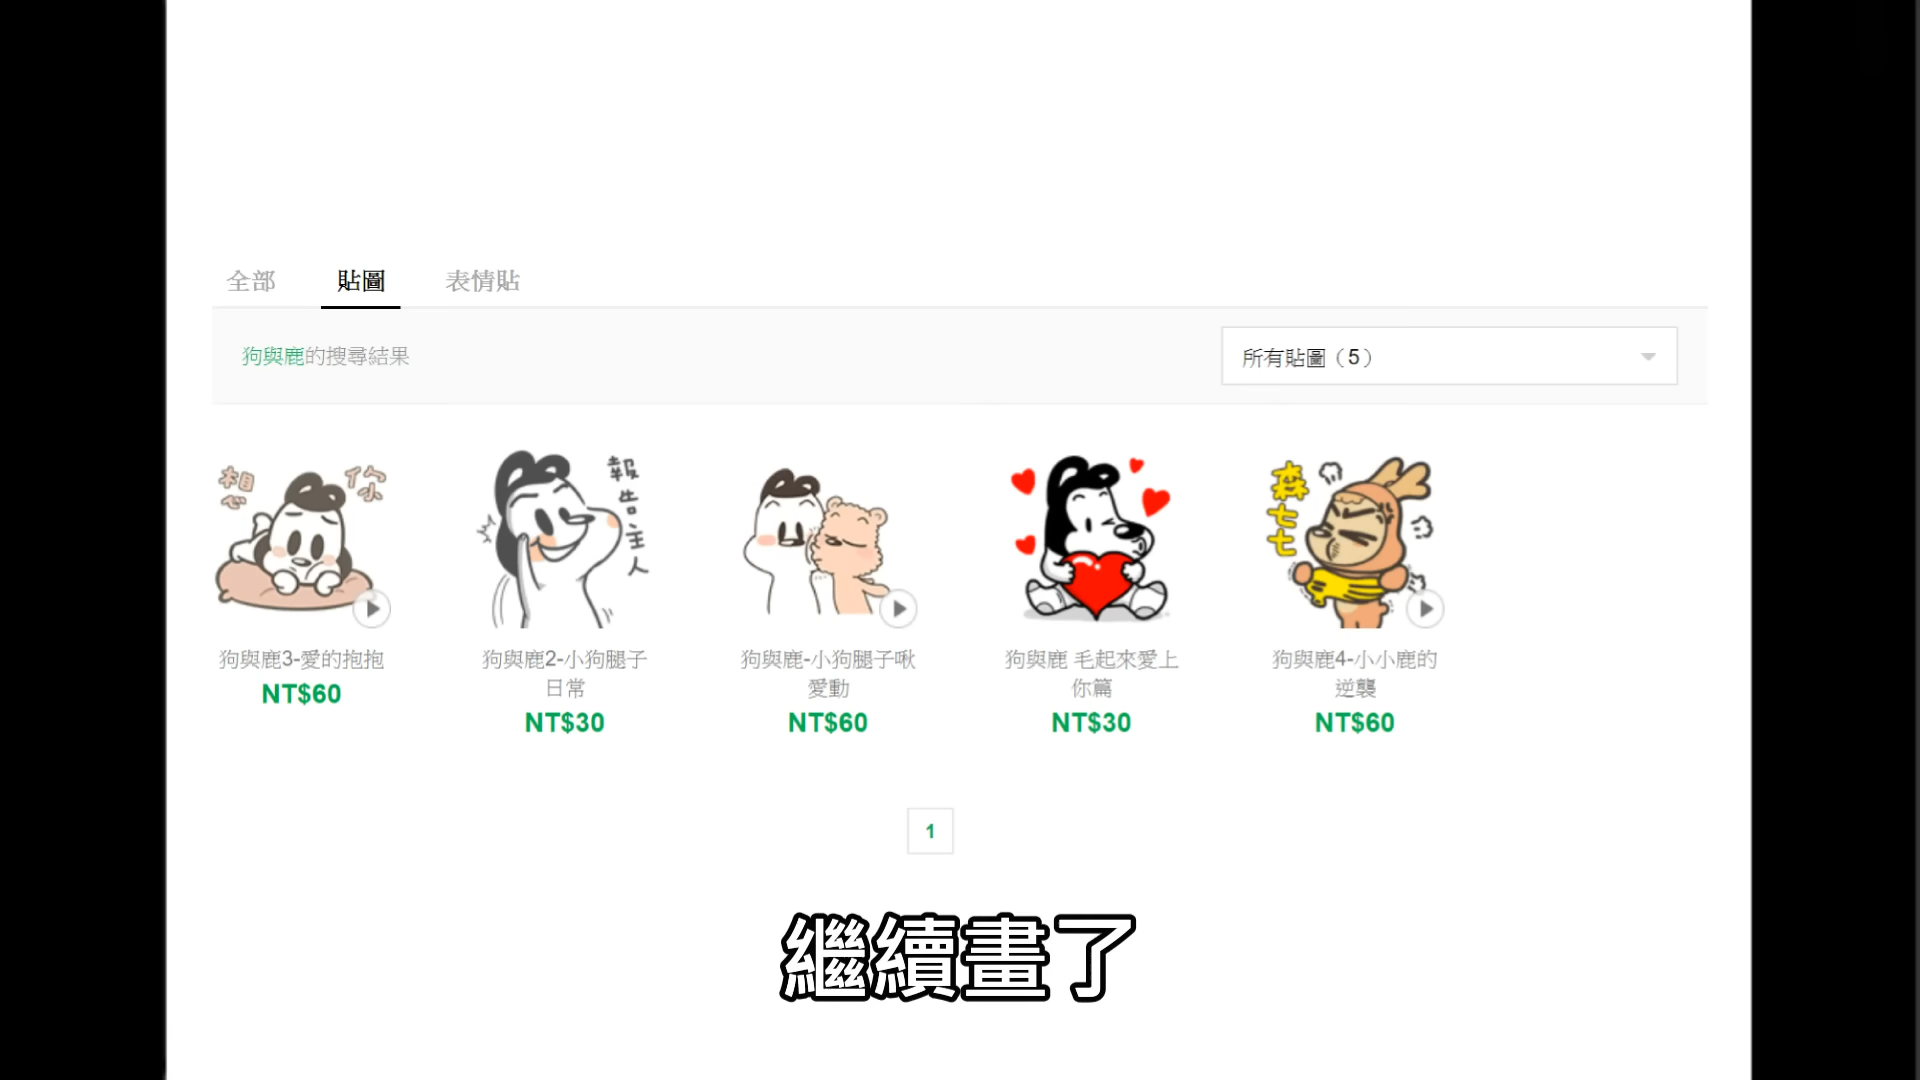 全部 貼圖 表情貼
狗與鹿的搜尋結果
所有貼圖（5）
想你
報告主人
森七七
狗與鹿3-愛的抱抱
NT$60
狗與鹿2-小狗腿子
日常
NT$30
狗與鹿-小狗腿子啾
愛動
NT$60
狗與鹿 毛起來愛上
你篇
NT$30
狗與鹿4-小小鹿的
逆襲
NT$60
1
繼續畫了